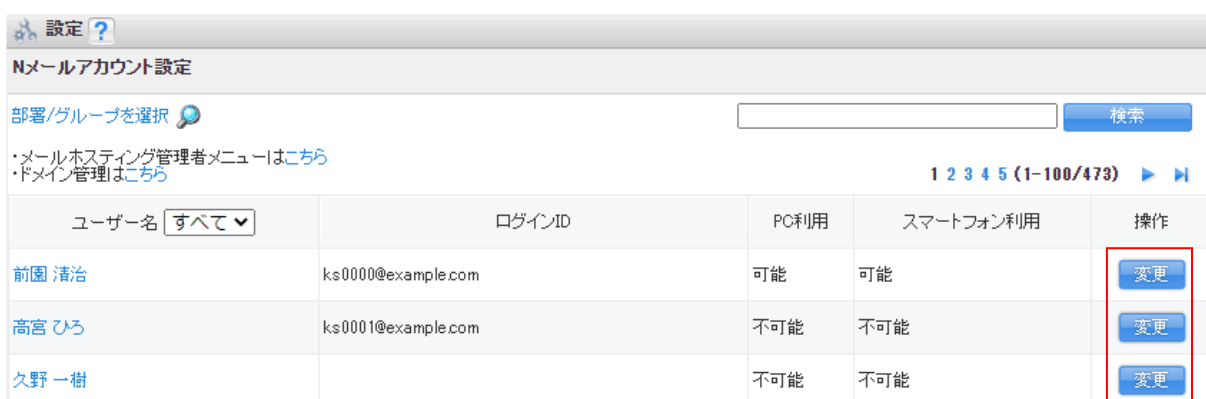 設定 ?
Nメールアカウント設定
部署/グループを選択
検索
・メールホスティング管理者メニューはこちら
・ドメイン管理はこちら
1 2 3 4 5 (1-100/473)
ユーザー名 すべて ログインID PC利用 スマートフォン利用 操作
前園 清治 ks0000@example.com 可能 可能 変更
高宮 ひろ ks0001@example.com 不可能 不可能 変更
久野 一樹 不可能 不可能 変更